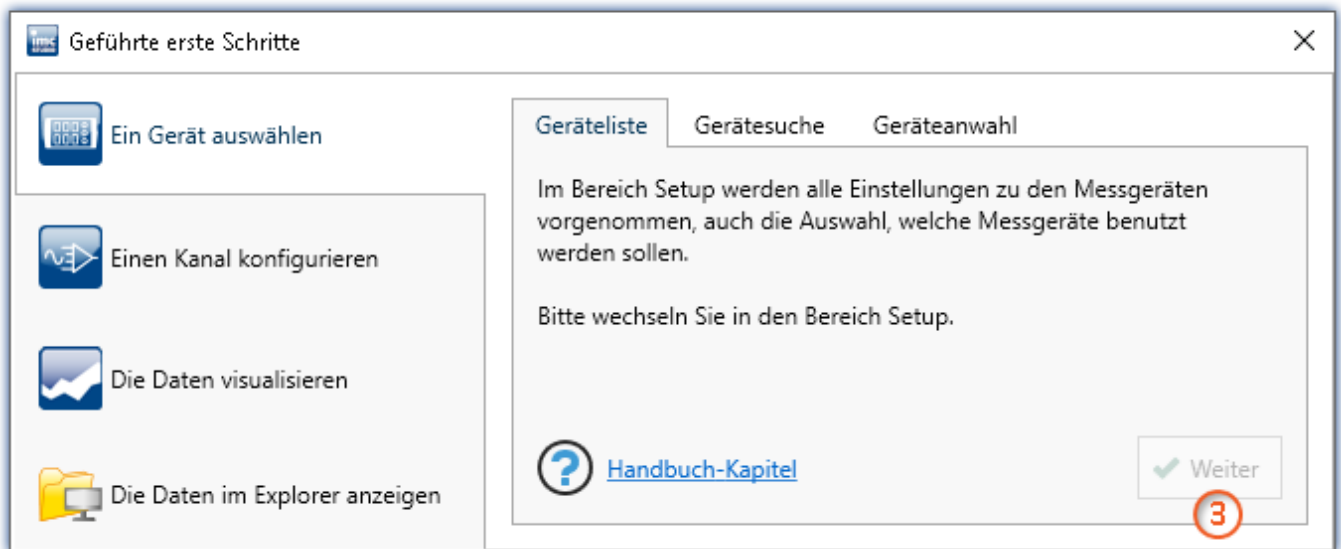 imc
Geführte erste Schritte
Ein Gerät auswählen
Einen Kanal konfigurieren
Die Daten visualisieren
Die Daten im Explorer anzeigen
Geräteliste Gerätesuche Geräteanwahl
Im Bereich Setup werden alle Einstellungen zu den Messgeräten
vorgenommen, auch die Auswahl, welche Messgeräte benutzt
werden sollen.
Bitte wechseln Sie in den Bereich Setup.
? Handbuch-Kapitel
Weiter
3